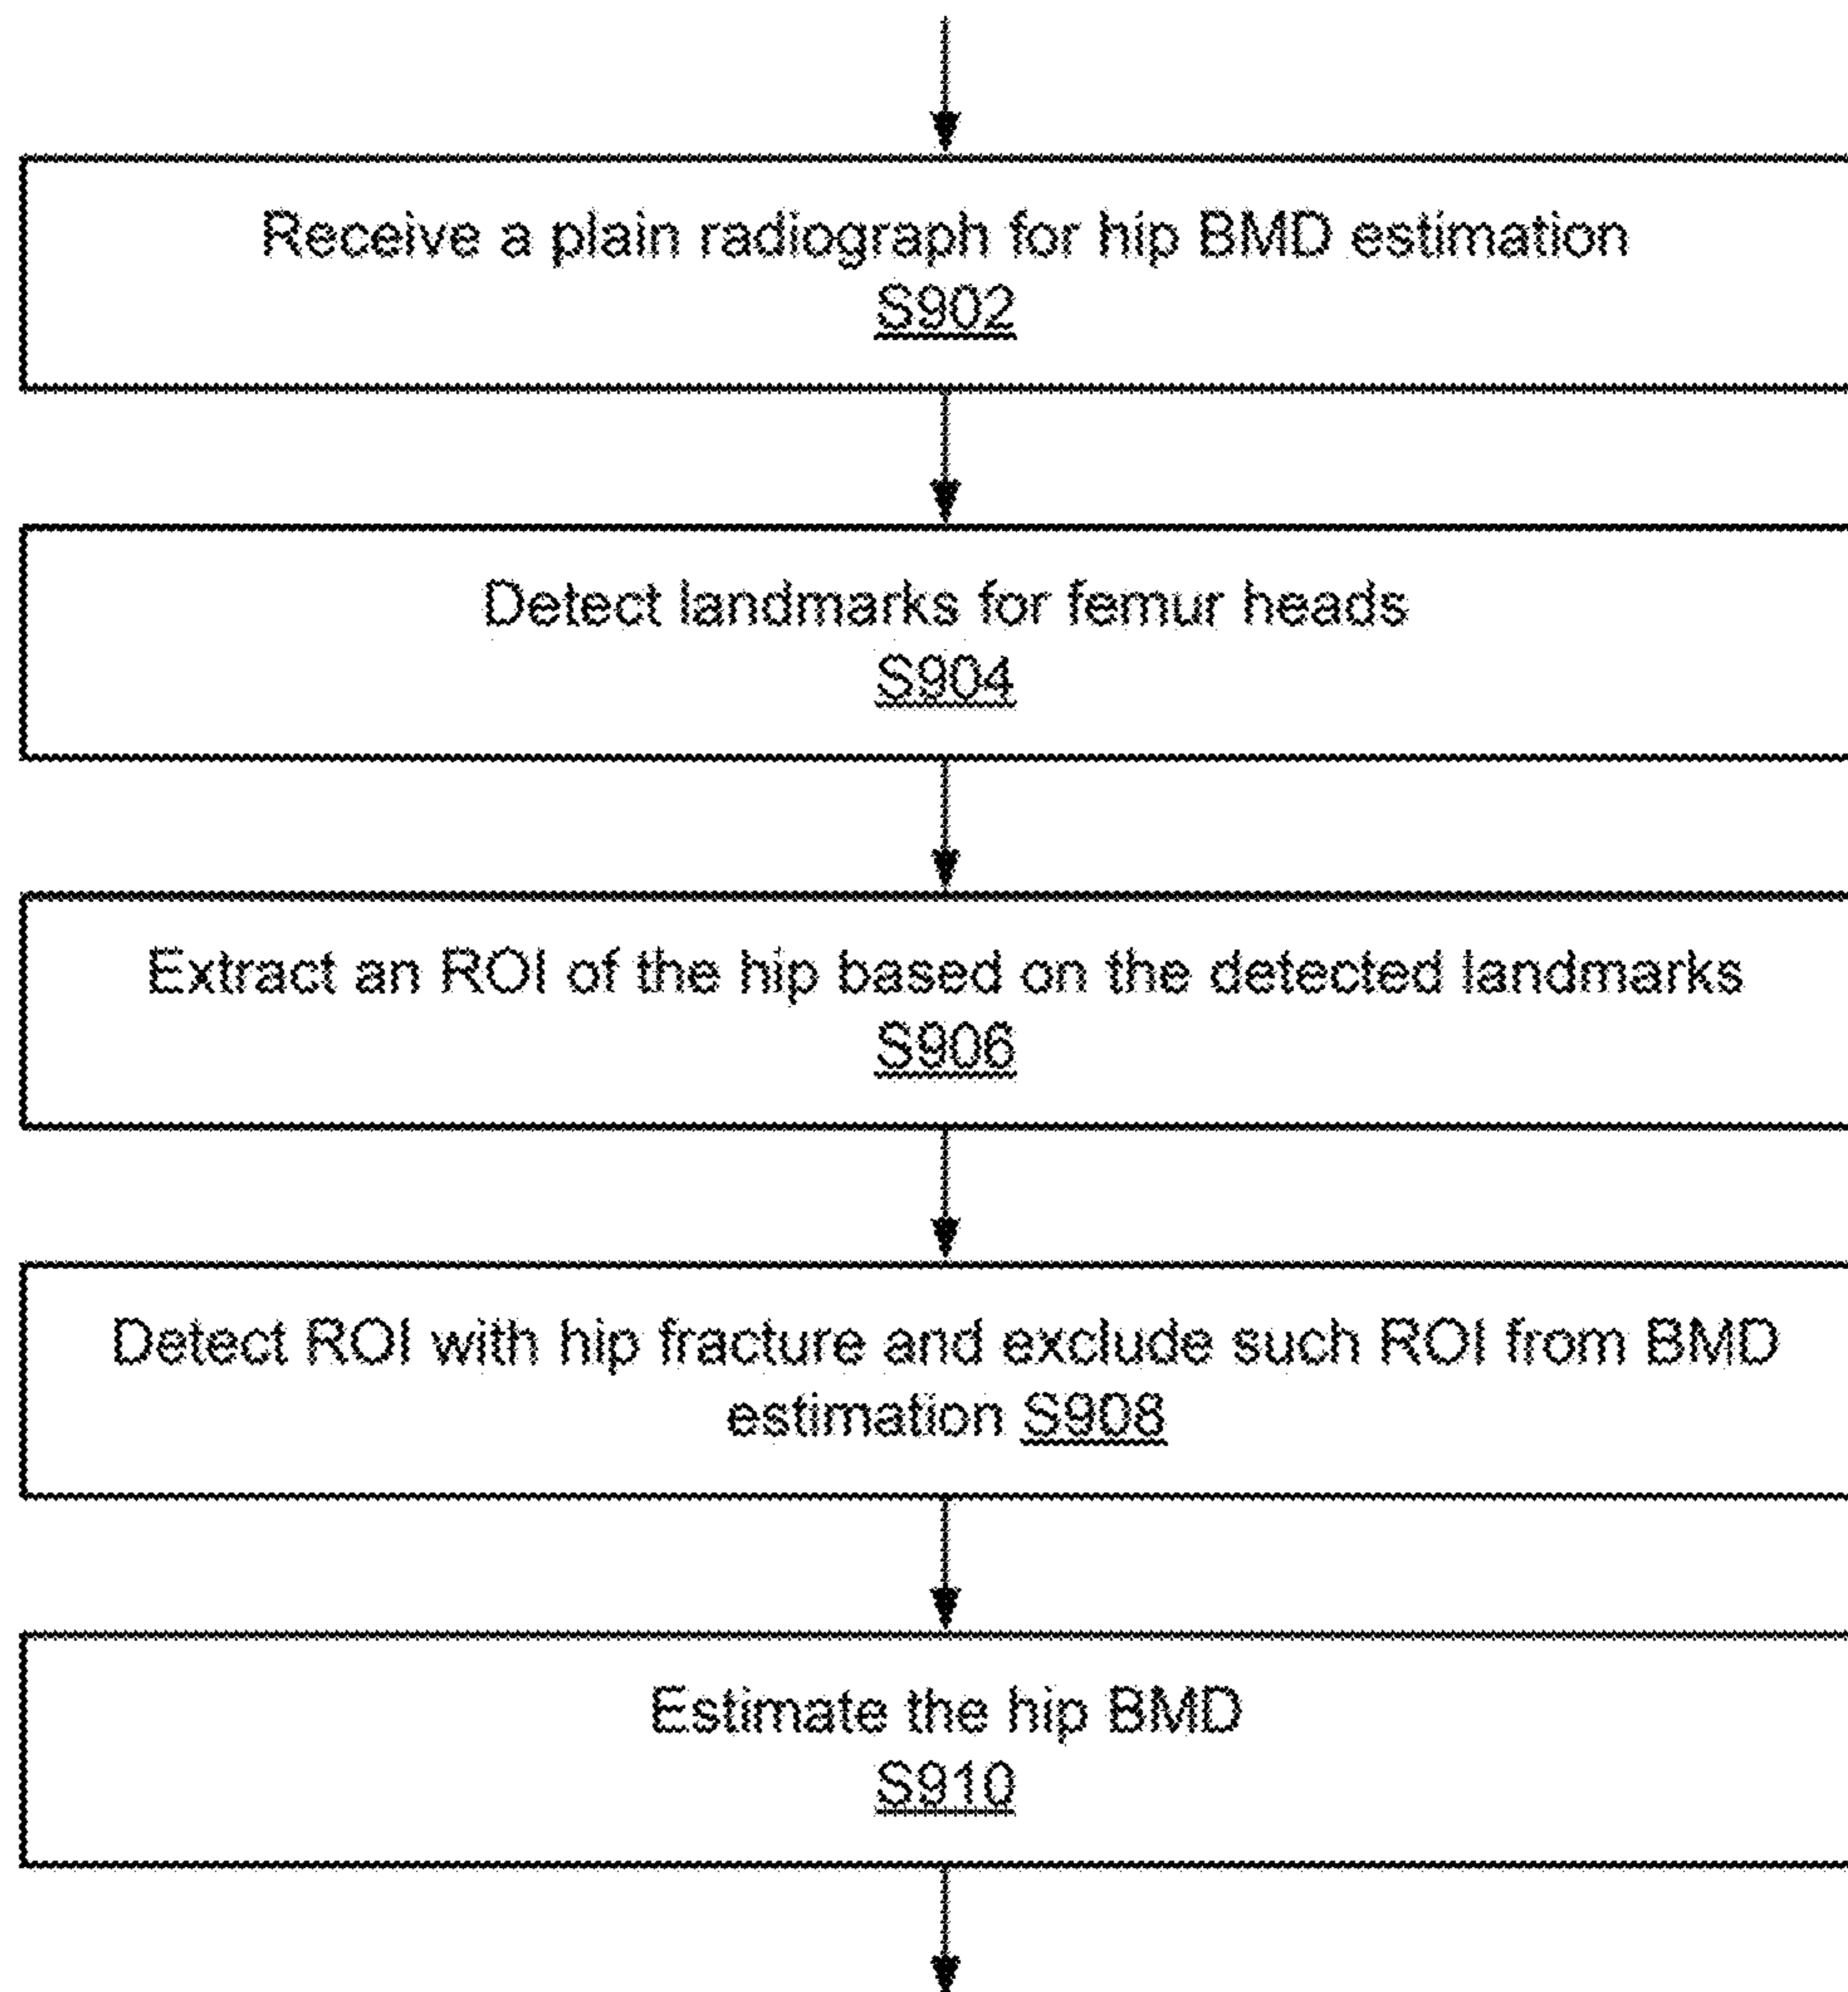 Receive a plain radiograph for hip BMD estimation
S902
Detect landmarks for femur heads
S904
Extract an ROI of the hip based on the detected landmarks
S906
Detect ROI with hip fracture and exclude such ROI from BMD
estimation S908
Estimate the hip BMD
S910